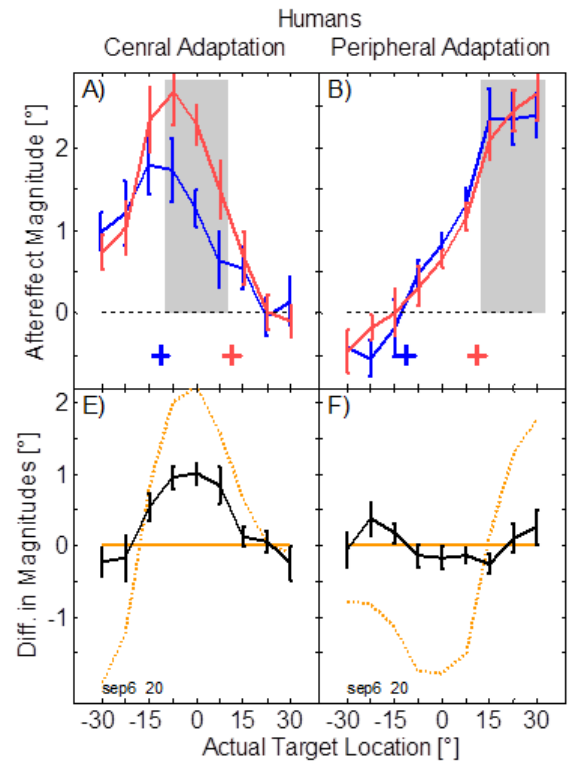 Humans
Cenral Adaptation Peripheral Adaptation
A) B)
Aftereffect Magnitude [°]
2
1
0
E) F)
Diff. in Magnitudes [°]
2
1
0
-1
sep6 20 sep6 20
-30 -15 0 15 30 -30 -15 0 15 30
Actual Target Location [°]